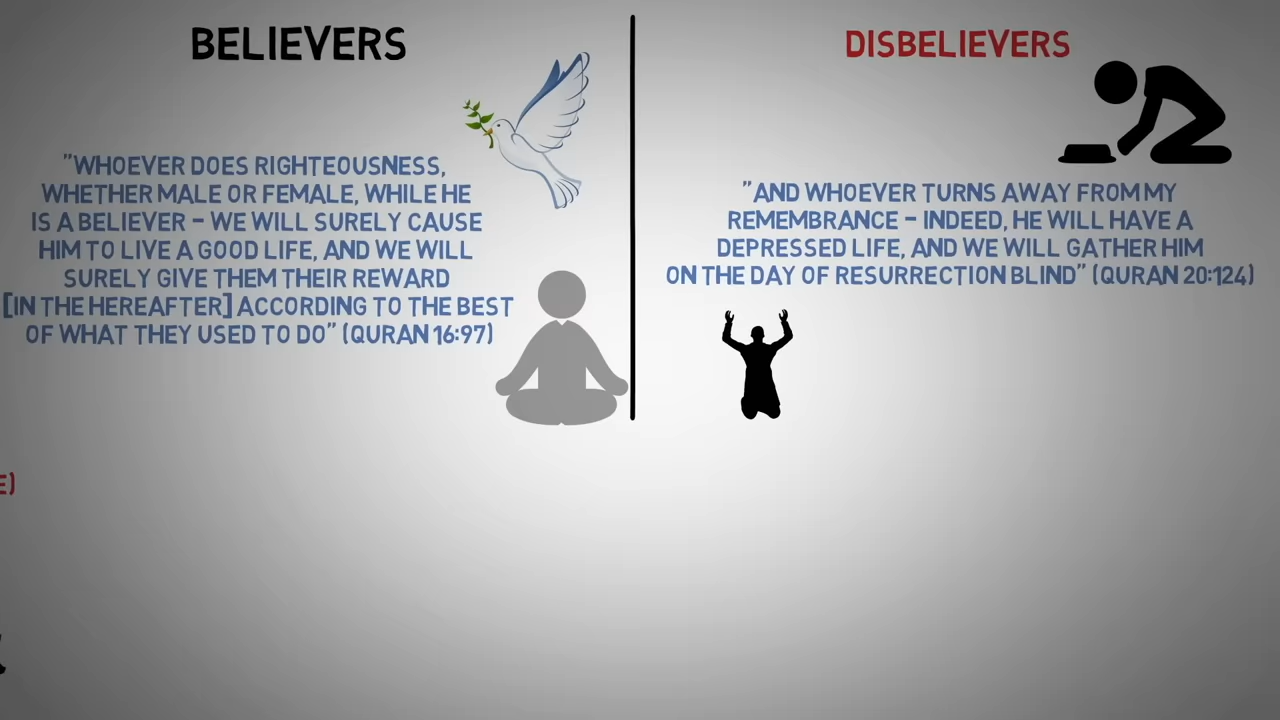 BELIEVERS
"WHOEVER DOES RIGHTEOUSNESS,
WHETHER MALE OR FEMALE, WHILE HE
IS A BELIEVER – WE WILL SURELY CAUSE
HIM TO LIVE A GOOD LIFE, AND WE WILL
SURELY GIVE THEM THEIR REWARD
[IN THE HEREAFTER] ACCORDING TO THE BEST
OF WHAT THEY USED TO DO" (QURAN 16:97)
DISBELIEVERS
"AND WHOEVER TURNS AWAY FROM MY
REMEMBRANCE – INDEED, HE WILL HAVE A
DEPRESSED LIFE, AND WE WILL GATHER HIM
ON THE DAY OF RESURRECTION BLIND" (QURAN 20:124)
E)